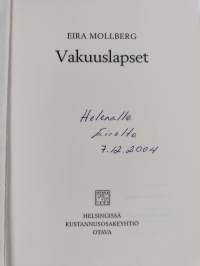 EIRA MOLLBERG
Vakuuslapset
Helenalle
Eiralta
7.12.2004
HELSINGISSÄ
KUSTANNUSOSAKEYHTIÖ
OTAVA